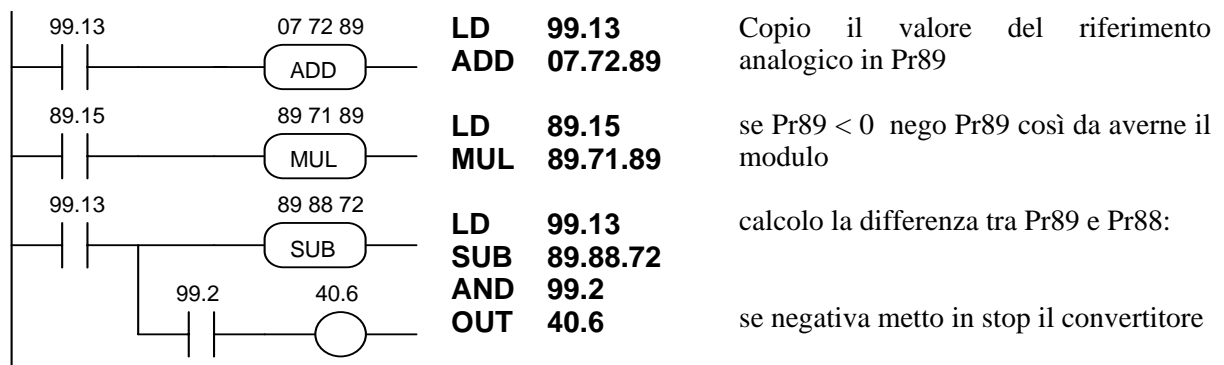 99.13 07 72 89
ADD
89.15 89 71 89
MUL
99.13 89 88 72
SUB
99.2 40.6
LD 99.13
ADD 07.72.89
LD 89.15
MUL 89.71.89
LD 99.13
SUB 89.88.72
AND 99.2
OUT 40.6
Copio il valore del riferimento
analogico in Pr89
se Pr89 < 0 nego Pr89 così da averne il
modulo
calcolo la differenza tra Pr89 e Pr88:
se negativa metto in stop il convertitore